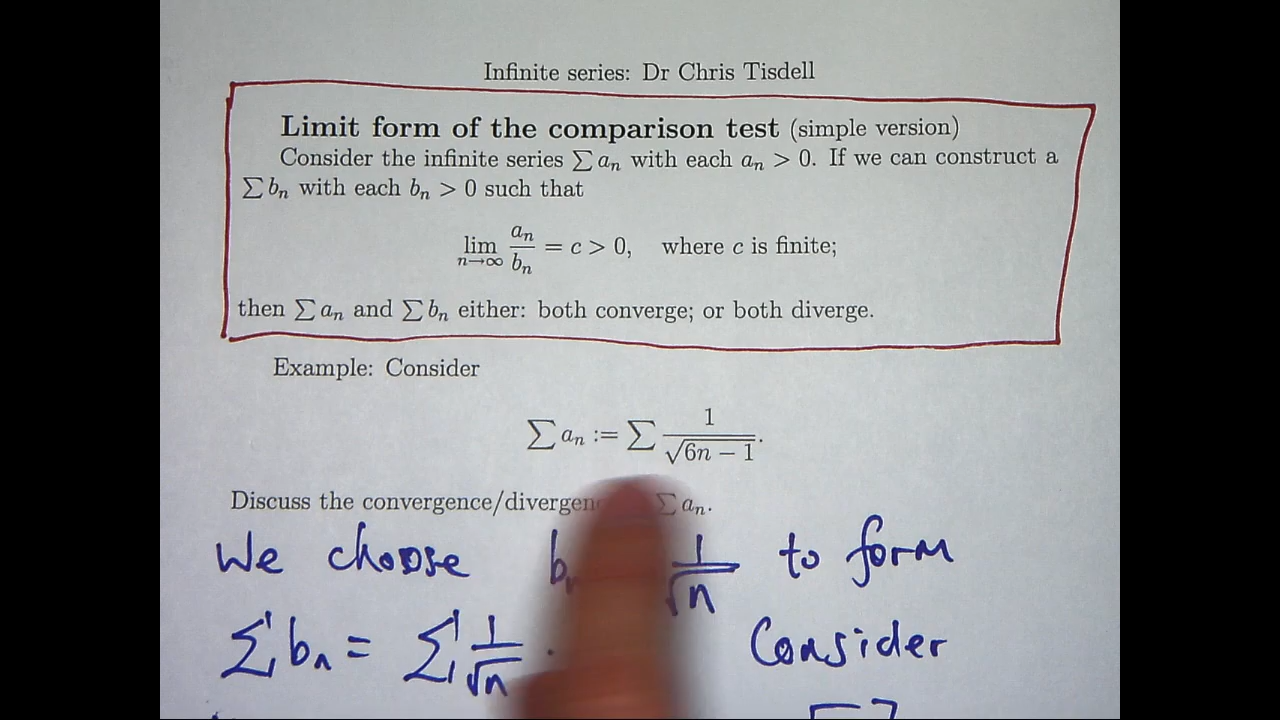 Infinite series: Dr Chris Tisdell
Limit form of the comparison test (simple version)
Consider the infinite series ∑ aₙ with each aₙ > 0. If we can construct a
∑ bₙ with each bₙ > 0 such that
lim n→∞ aₙ/bₙ = c > 0, where c is finite;
then ∑ aₙ and ∑ bₙ either: both converge; or both diverge.
Example: Consider
∑ aₙ := ∑ 1/√(6n − 1).
Discuss the convergence/divergen ∑ aₙ.
We choose bₙ 1/√n to form
∑ bₙ = ∑ 1/√n . Consider